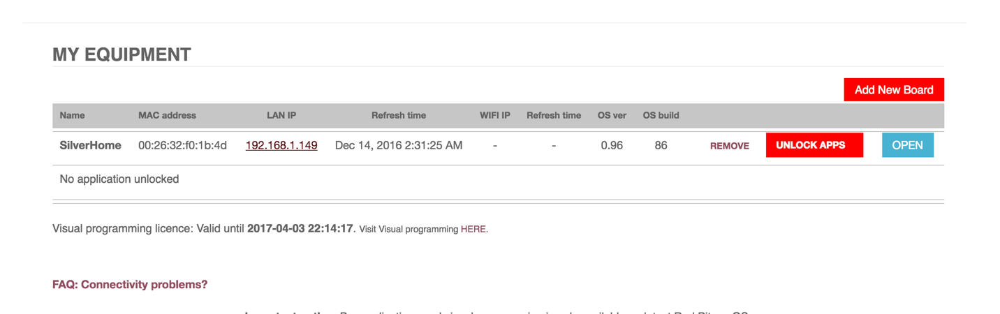 MY EQUIPMENT
Add New Board
Name MAC address LAN IP Refresh time WIFI IP Refresh time OS ver OS build
SilverHome 00:26:32:f0:1b:4d 192.168.1.149 Dec 14, 2016 2:31:25 AM - - 0.96 86 REMOVE UNLOCK APPS OPEN
No application unlocked
Visual programming licence: Valid until 2017-04-03 22:14:17. Visit Visual programming HERE.
FAQ: Connectivity problems?